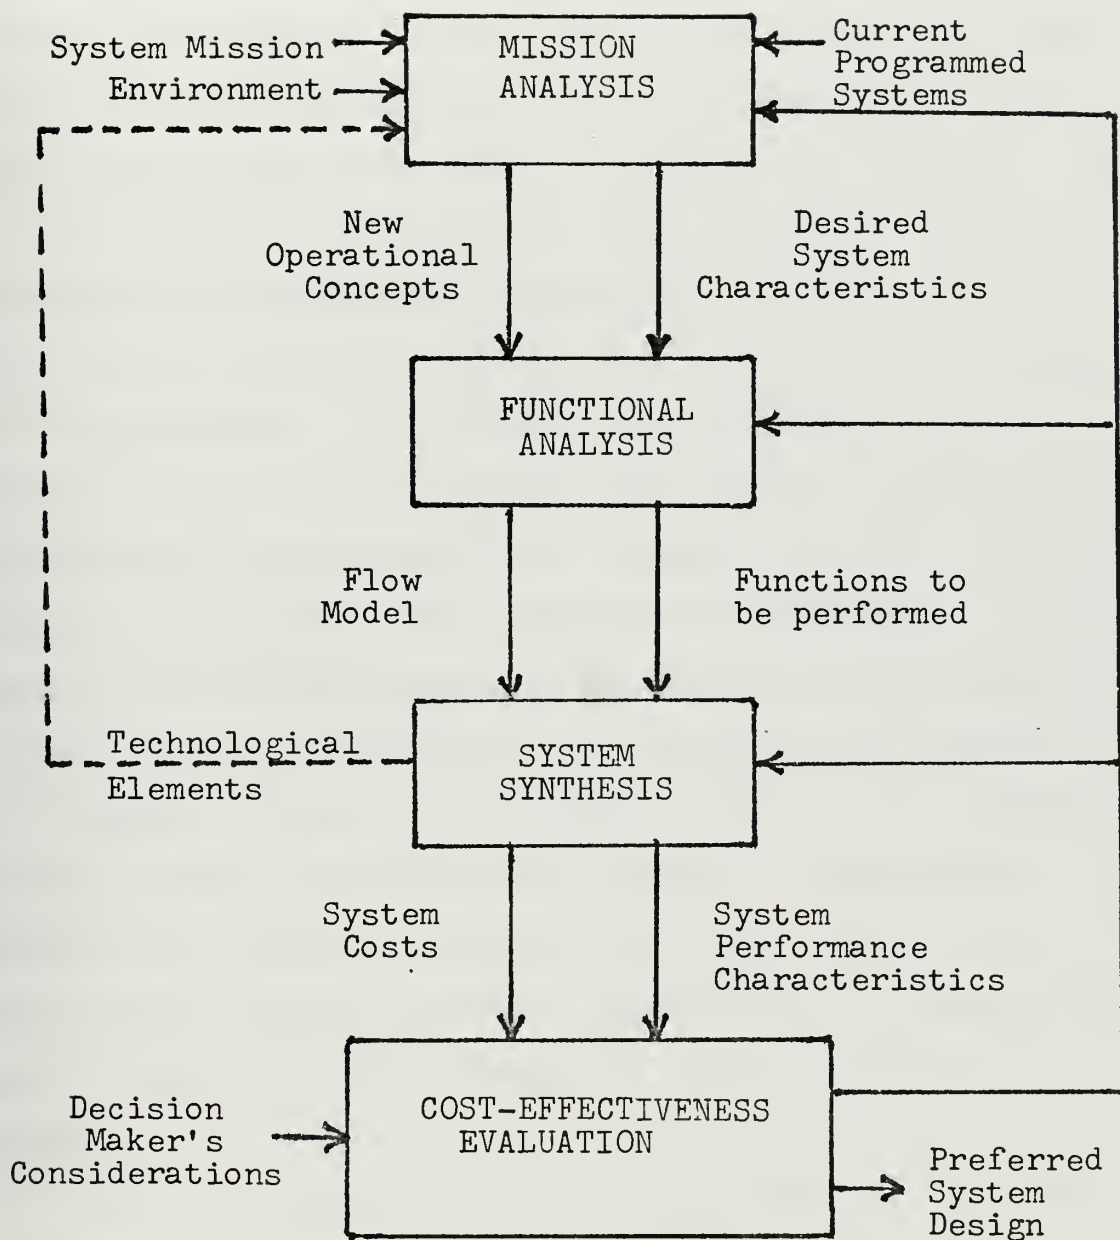 System Mission
Environment
MISSION
ANALYSIS
Current
Programmed
Systems
New
Operational
Concepts
Desired
System
Characteristics
FUNCTIONAL
ANALYSIS
Flow
Model
Functions to
be performed
Technological
Elements
SYSTEM
SYNTHESIS
System
Costs
System
Performance
Characteristics
Decision
Maker's
Considerations
COST-EFFECTIVENESS
EVALUATION
Preferred
System
Design